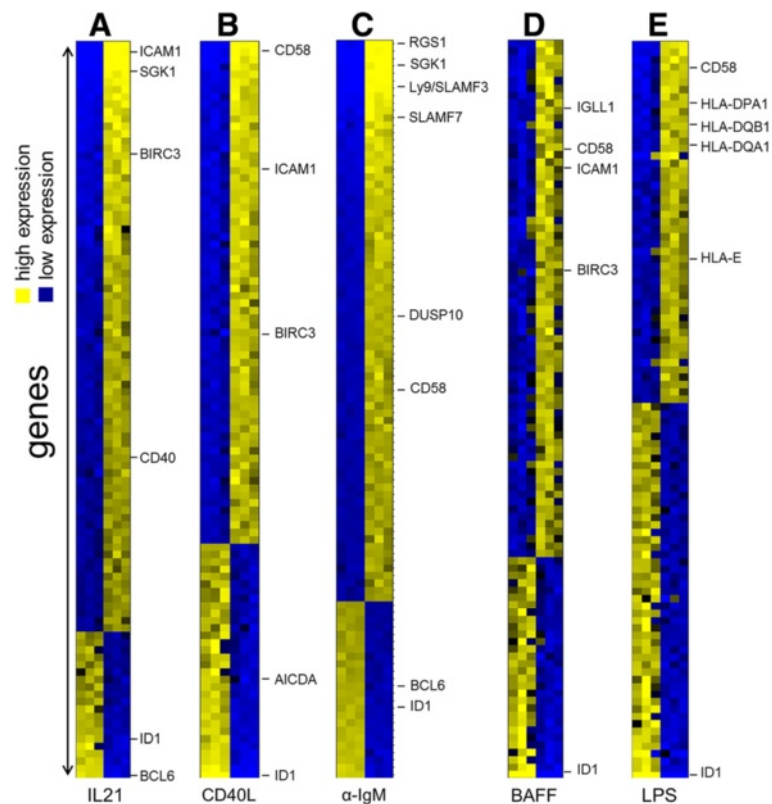 A
B
C
D
E
high expression
low expression
genes
ICAM1
SGK1
BIRC3
CD40
ID1
BCL6
IL21
CD58
ICAM1
BIRC3
AICDA
ID1
CD40L
RGS1
SGK1
Ly9/SLAMF3
SLAMF7
DUSP10
CD58
BCL6
ID1
α-IgM
IGLL1
CD58
ICAM1
BIRC3
ID1
BAFF
CD58
HLA-DPA1
HLA-DQB1
HLA-DQA1
HLA-E
ID1
LPS